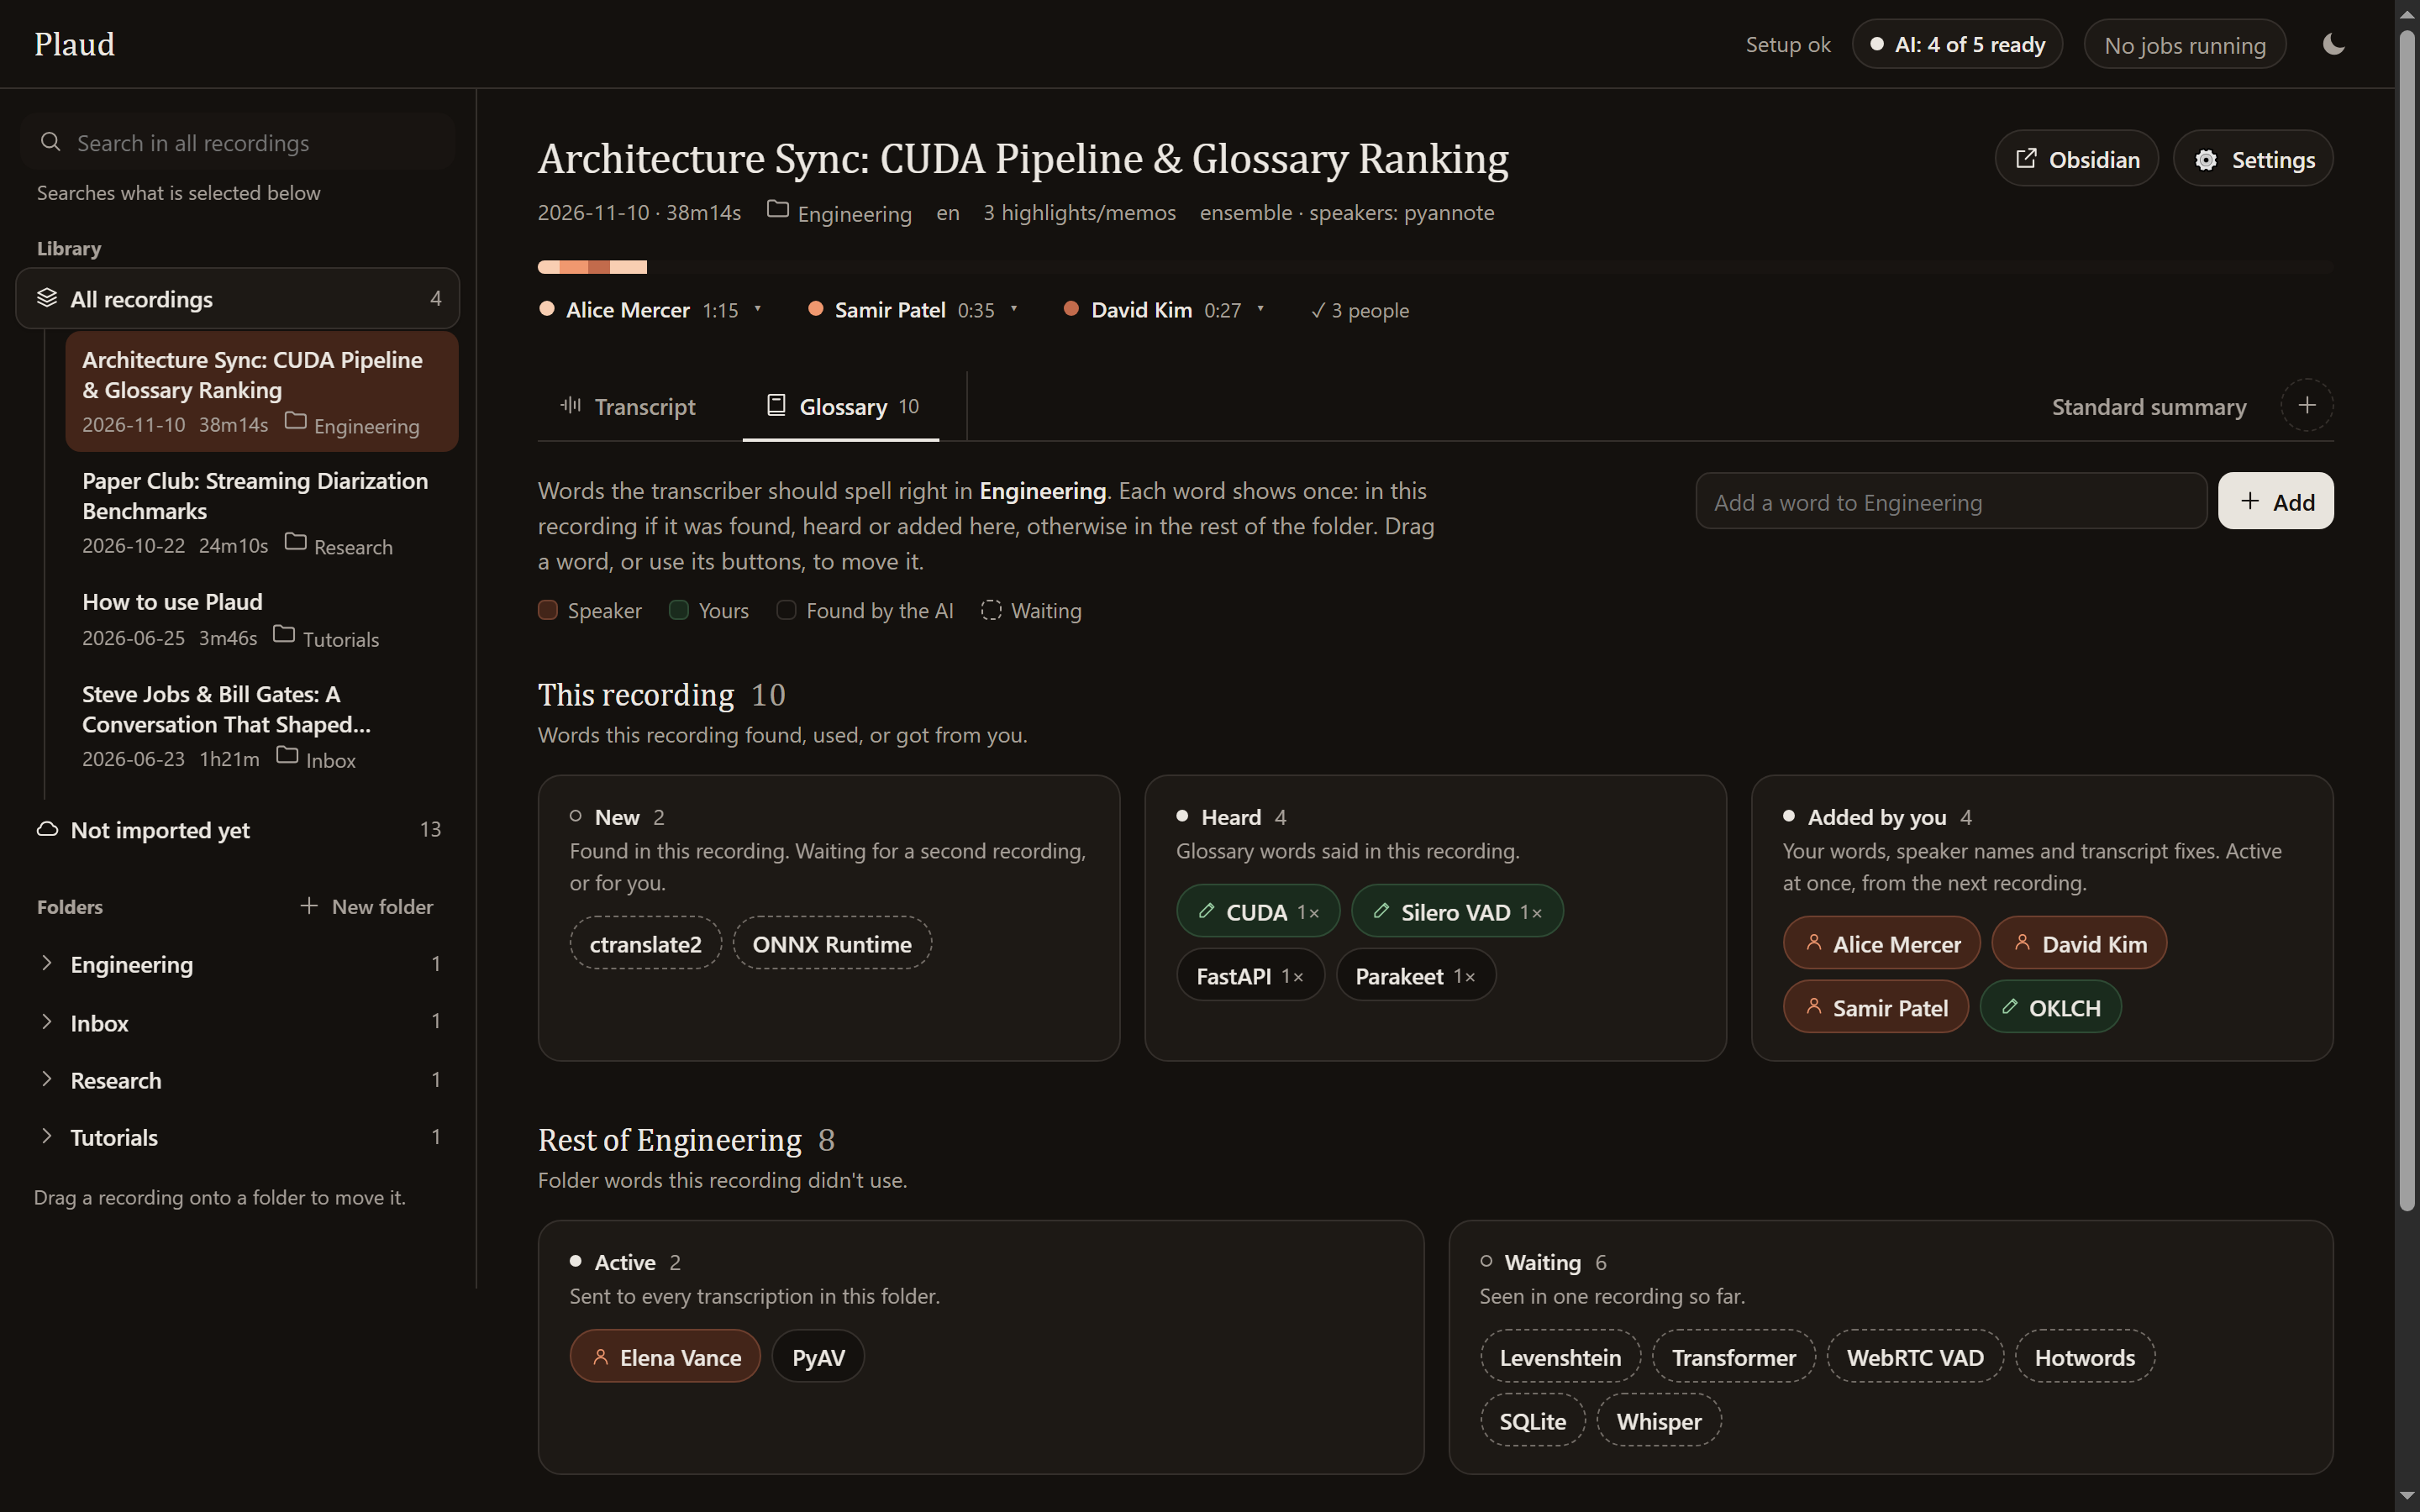 Plaud
Setup ok
AI: 4 of 5 ready
No jobs running
Search in all recordings
Searches what is selected below
Library
All recordings 4
Architecture Sync: CUDA Pipeline
& Glossary Ranking
2026-11-10 38m14s Engineering
Paper Club: Streaming Diarization
Benchmarks
2026-10-22 24m10s Research
How to use Plaud
2026-06-25 3m46s Tutorials
Steve Jobs & Bill Gates: A
Conversation That Shaped...
2026-06-23 1h21m Inbox
Not imported yet 13
Folders + New folder
Engineering 1
Inbox 1
Research 1
Tutorials 1
Drag a recording onto a folder to move it.
Architecture Sync: CUDA Pipeline & Glossary Ranking
Obsidian
Settings
2026-11-10 · 38m14s Engineering en 3 highlights/memos ensemble · speakers: pyannote
Alice Mercer 1:15 Samir Patel 0:35 David Kim 0:27 ✓ 3 people
Transcript
Glossary 10
Standard summary
+
Words the transcriber should spell right in Engineering. Each word shows once: in this
recording if it was found, heard or added here, otherwise in the rest of the folder. Drag
a word, or use its buttons, to move it.
Add a word to Engineering
+ Add
Speaker Yours Found by the AI Waiting
This recording 10
Words this recording found, used, or got from you.
New 2
Found in this recording. Waiting for a second recording,
or for you.
ctranslate2 ONNX Runtime
Heard 4
Glossary words said in this recording.
CUDA 1× Silero VAD 1×
FastAPI 1× Parakeet 1×
Added by you 4
Your words, speaker names and transcript fixes. Active
at once, from the next recording.
Alice Mercer David Kim
Samir Patel OKLCH
Rest of Engineering 8
Folder words this recording didn't use.
Active 2
Sent to every transcription in this folder.
Elena Vance PyAV
Waiting 6
Seen in one recording so far.
Levenshtein Transformer WebRTC VAD Hotwords
SQLite Whisper